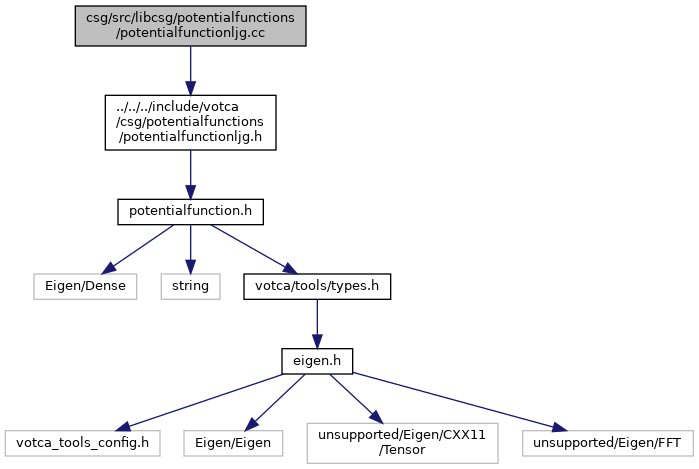 csg/src/libcsg/potentialfunctions
/potentialfunctionljg.cc
../../../include/votca
/csg/potentialfunctions
/potentialfunctionljg.h
potentialfunction.h
Eigen/Dense
string
votca/tools/types.h
eigen.h
votca_tools_config.h
Eigen/Eigen
unsupported/Eigen/CXX11
/Tensor
unsupported/Eigen/FFT